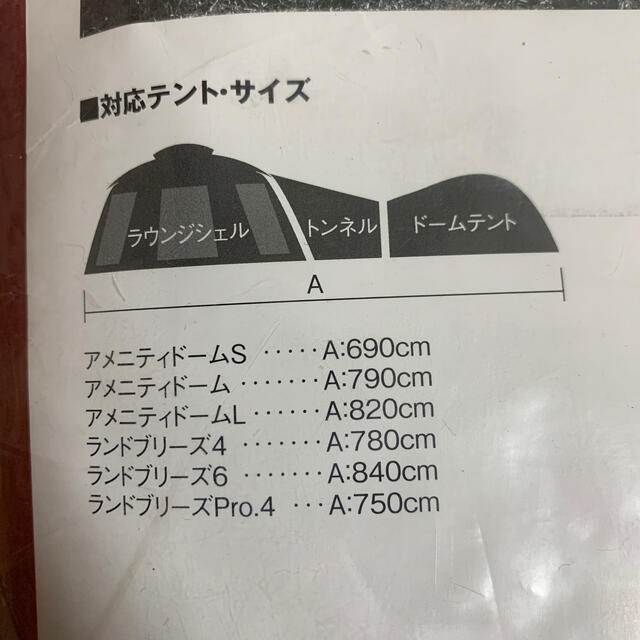 ■対応テント・サイズ
ラウンジシェル トンネル ドームテント
A
アメニティドームS ····· A:690cm
アメニティドーム ······· A:790cm
アメニティドームL ······ A:820cm
ランドブリーズ4 ······· A:780cm
ランドブリーズ6 ······· A:840cm
ランドブリーズPro.4 ··· A:750cm